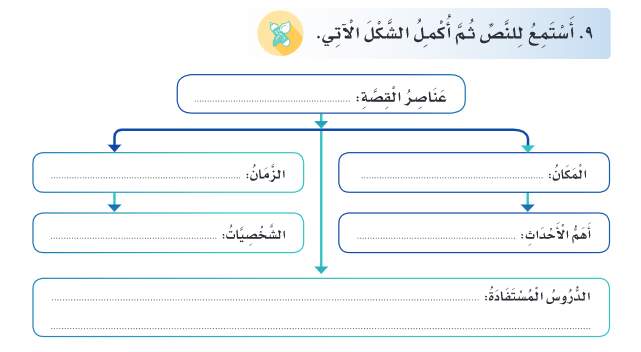 ٩. أَسْتَمِعُ لِلنَّصِّ ثُمَّ أُكْمِلُ الشَّكْلَ الْآتِي.
عَنَاصِرُ الْقِصَّةِ: ..............................
الْمَكَانُ: ..............................
الزَّمَانُ: ..............................
أَهَمُّ الْأَحْدَاثِ: ..............................
الشَّخْصِيَّاتُ: ..............................
الدُّرُوسُ الْمُسْتَفَادَةُ: ..............................
..............................